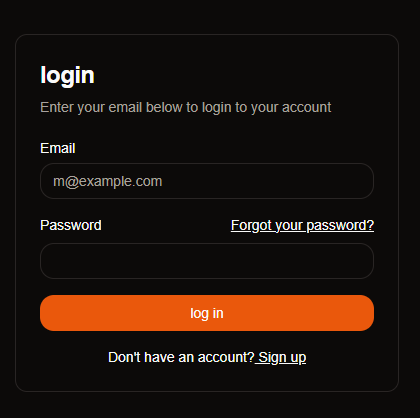 login
Enter your email below to login to your account
Email
m@example.com
Password Forgot your password?
log in
Don't have an account? Sign up